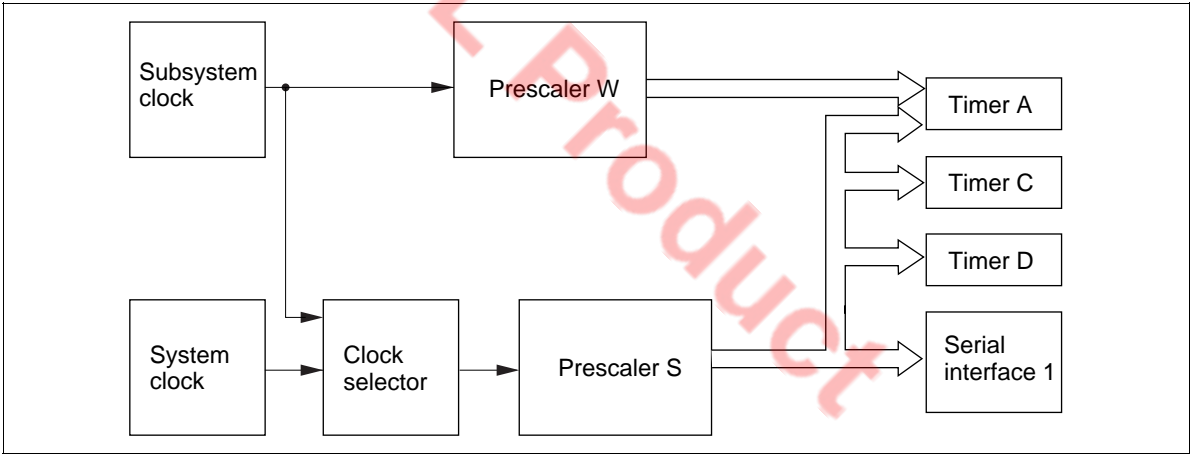 Subsystem
clock
Prescaler W
Timer A
Timer C
Timer D
System
clock
Clock
selector
Prescaler S
Serial
interface 1
L Product